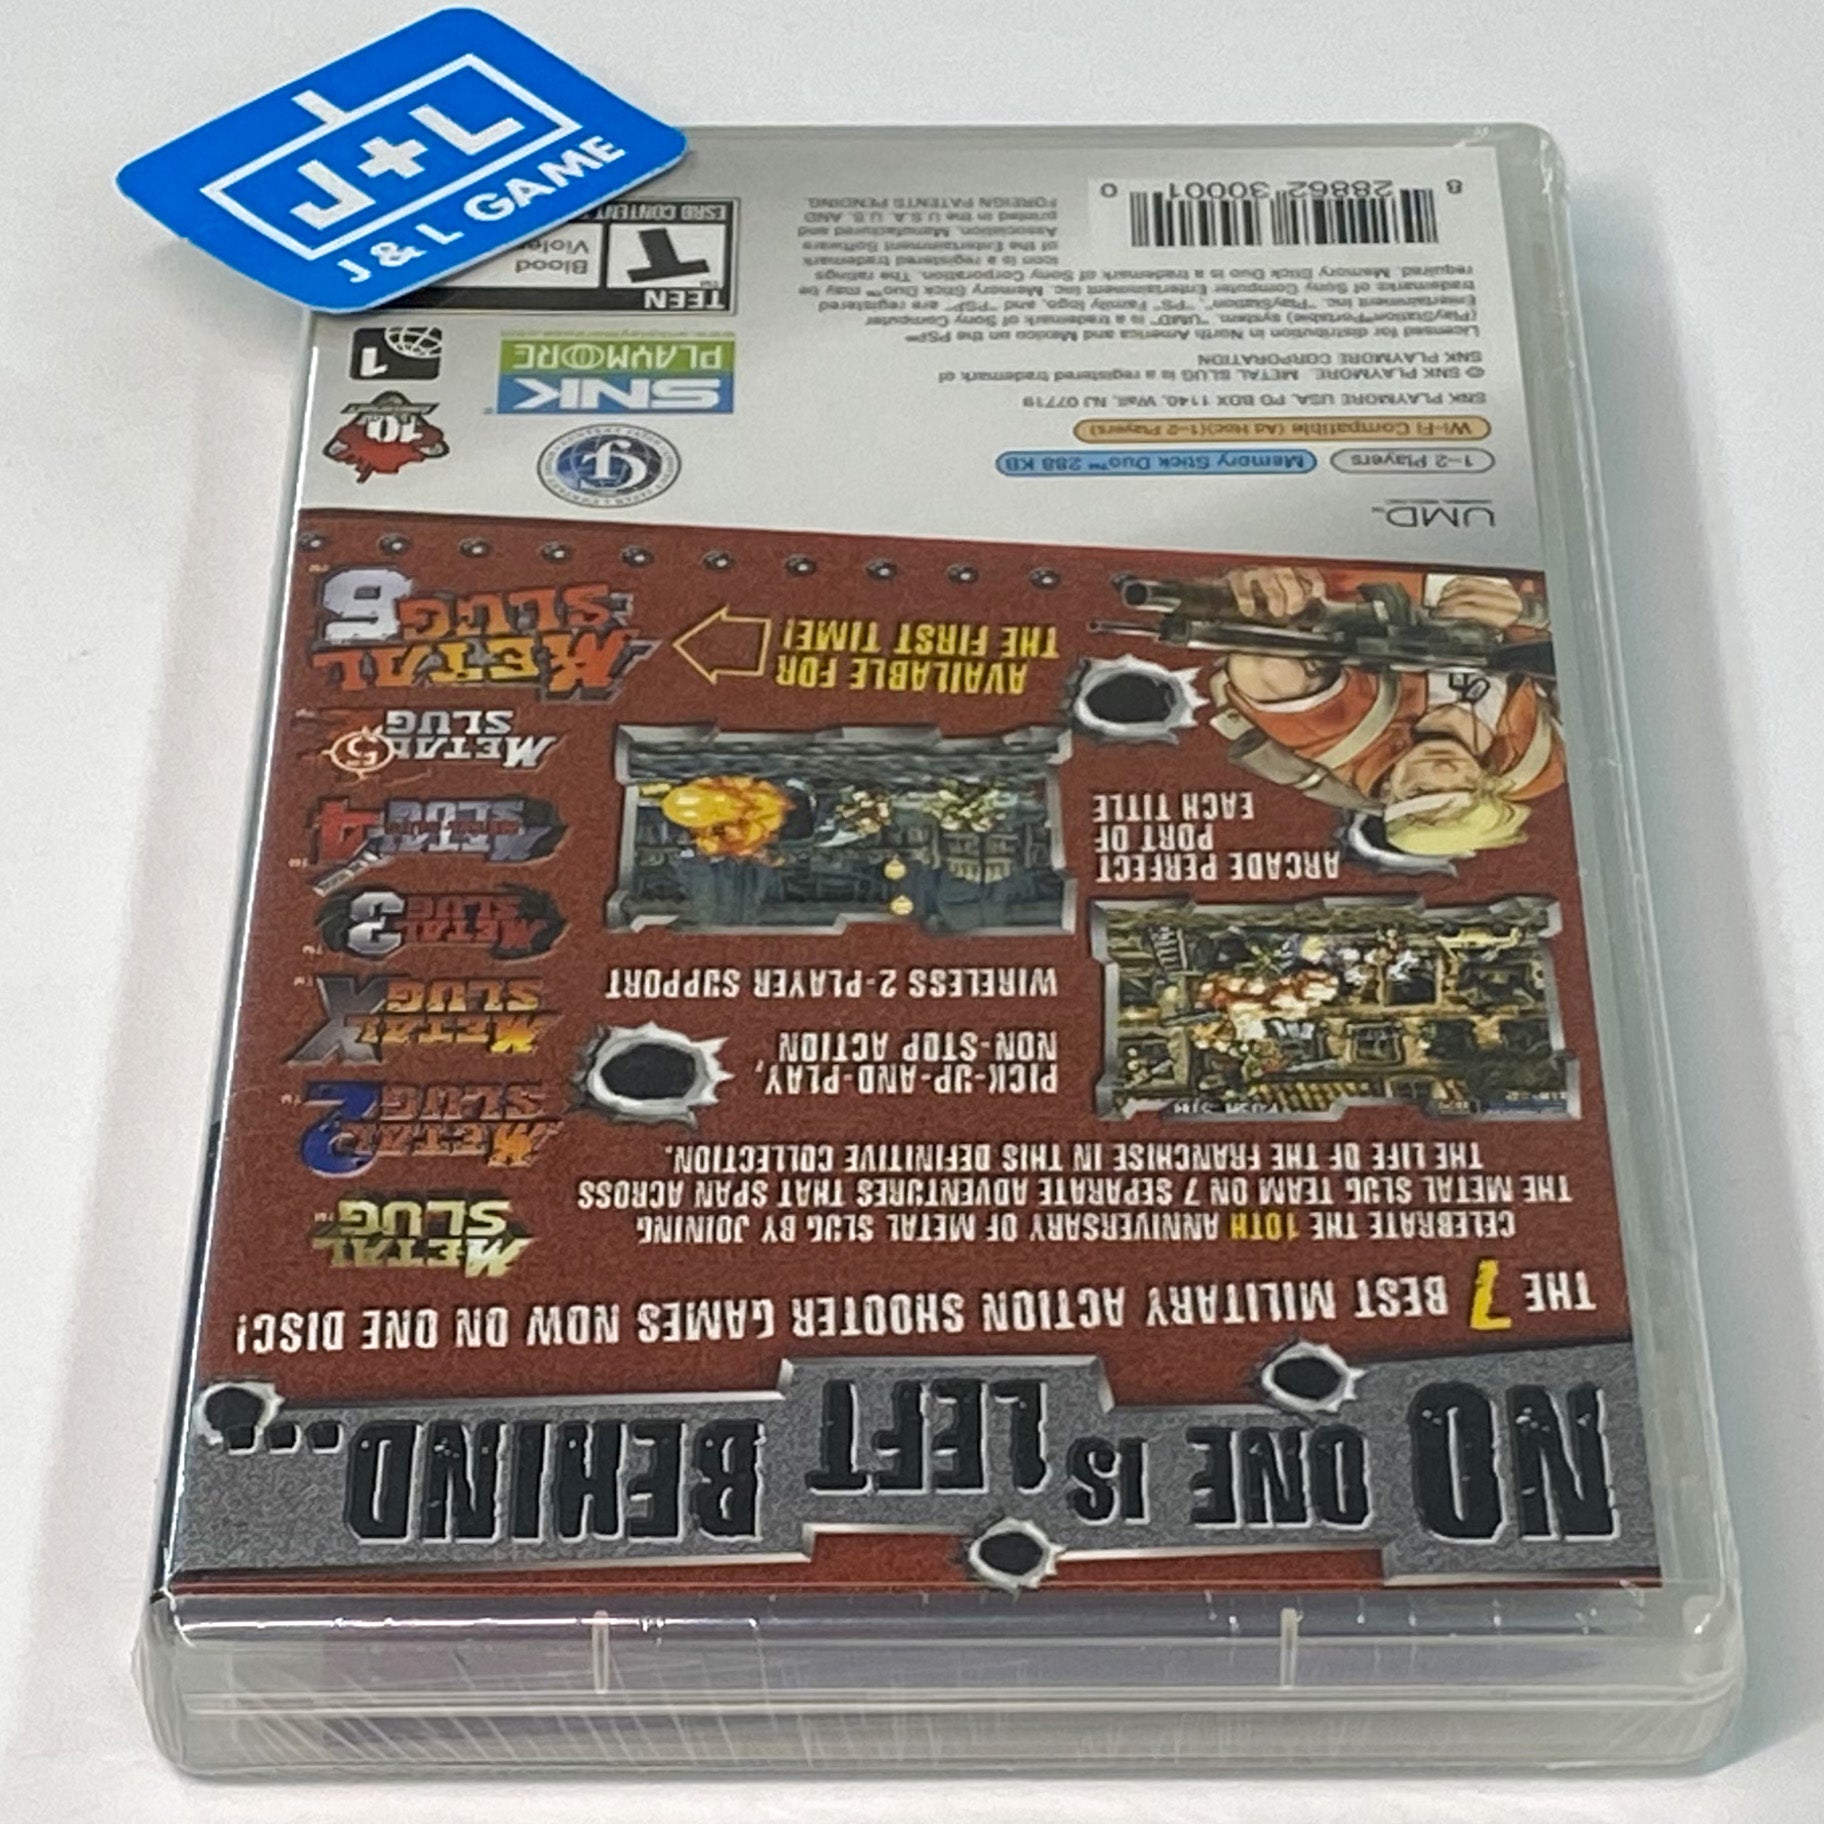 J+L
J & L GAME
NO ONE IS LEFT BEHIND...
THE 7 BEST MILITARY ACTION SHOOTER GAMES NOW ON ONE DISC!
CELEBRATE THE 10TH ANNIVERSARY OF METAL SLUG BY JOINING
THE METAL SLUG TEAM ON 7 SEPARATE ADVENTURES THAT SPAN ACROSS
THE LIFE OF THE FRANCHISE IN THIS DEFINITIVE COLLECTION.
METAL
SLUG
METAL
SLUG 2
METAL
SLUG X
METAL
SLUG 3
METAL
SLUG 4
METAL
SLUG 5
METAL
SLUG 6
PICK-UP-AND-PLAY,
NON-STOP ACTION
WIRELESS 2-PLAYER SUPPORT
ARCADE PERFECT
PORT OF
EACH TITLE
AVAILABLE FOR
THE FIRST TIME!
UMD™
1-2 Players
Memory Stick Duo™ 288 KB
Wi-Fi Compatible (Ad Hoc)(1-2 Players)
SNK PLAYMORE USA, PO BOX 1140, Wall, NJ 07719
© SNK PLAYMORE, METAL SLUG is a registered trademark of
SNK PLAYMORE CORPORATION
Licensed for distribution in North America and Mexico on the PSP®
(PlayStation®Portable) system. "UMD" is a trademark of Sony Computer
Entertainment Inc. "PlayStation", "PS" Family logo, and "PSP" are registered
trademarks of Sony Computer Entertainment Inc. Memory Stick Duo™ may be
required. Memory Stick Duo is a trademark of Sony Corporation. The ratings
icon is a registered trademark
of the Entertainment Software
Association. Manufactured and
printed in the U.S.A. U.S. AND
FOREIGN PATENTS PENDING.
8 28862 30001 0
SNK
PLAYMORE
10
1
TEEN
T
Blood
ESRB CONTENT